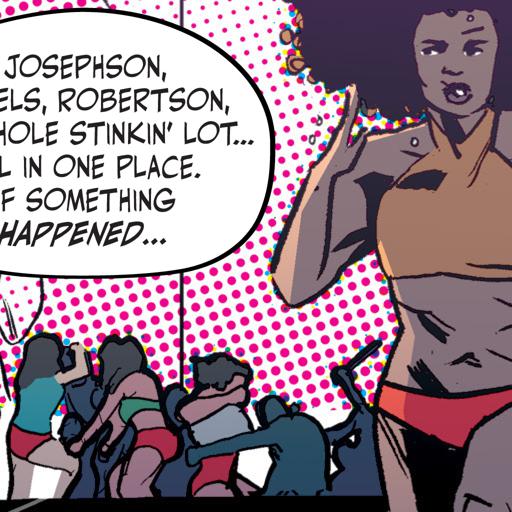 JOSEPHSON,
ELS, ROBERTSON,
HOLE STINKIN' LOT...
L IN ONE PLACE.
F SOMETHING
HAPPENED...